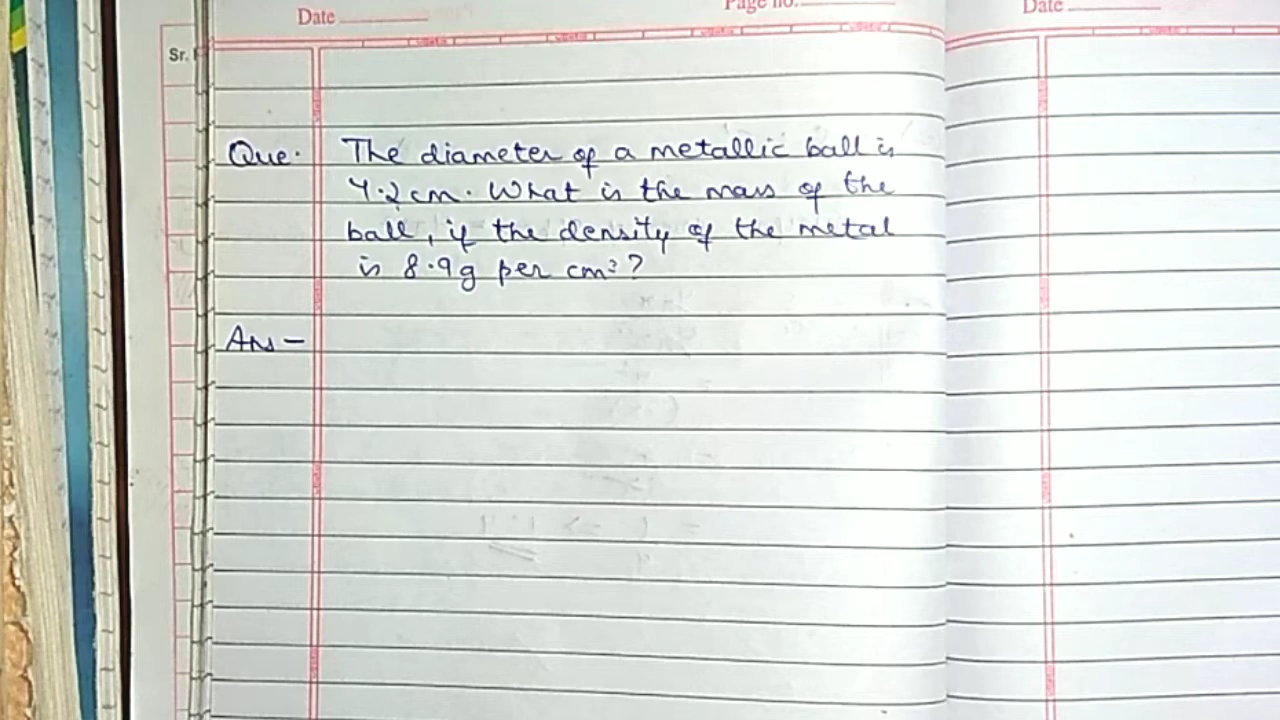 Date
Page no.
Date
Sr.
Que. The diameter of a metallic ball is
4.2 cm. What is the mass of the
ball, if the density of the metal
is 8.9g per cm³?
Ans -